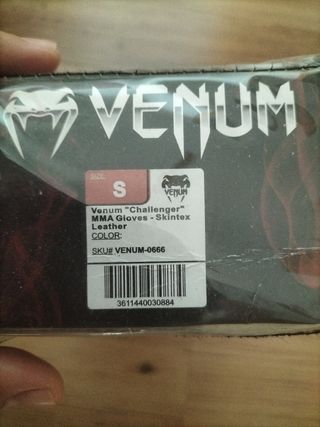 VENUM
SIZE:
S
VENUM
Venum "Challenger"
MMA Gloves - Skintex
Leather
COLOR:
SKU# VENUM-0666
3611440030884